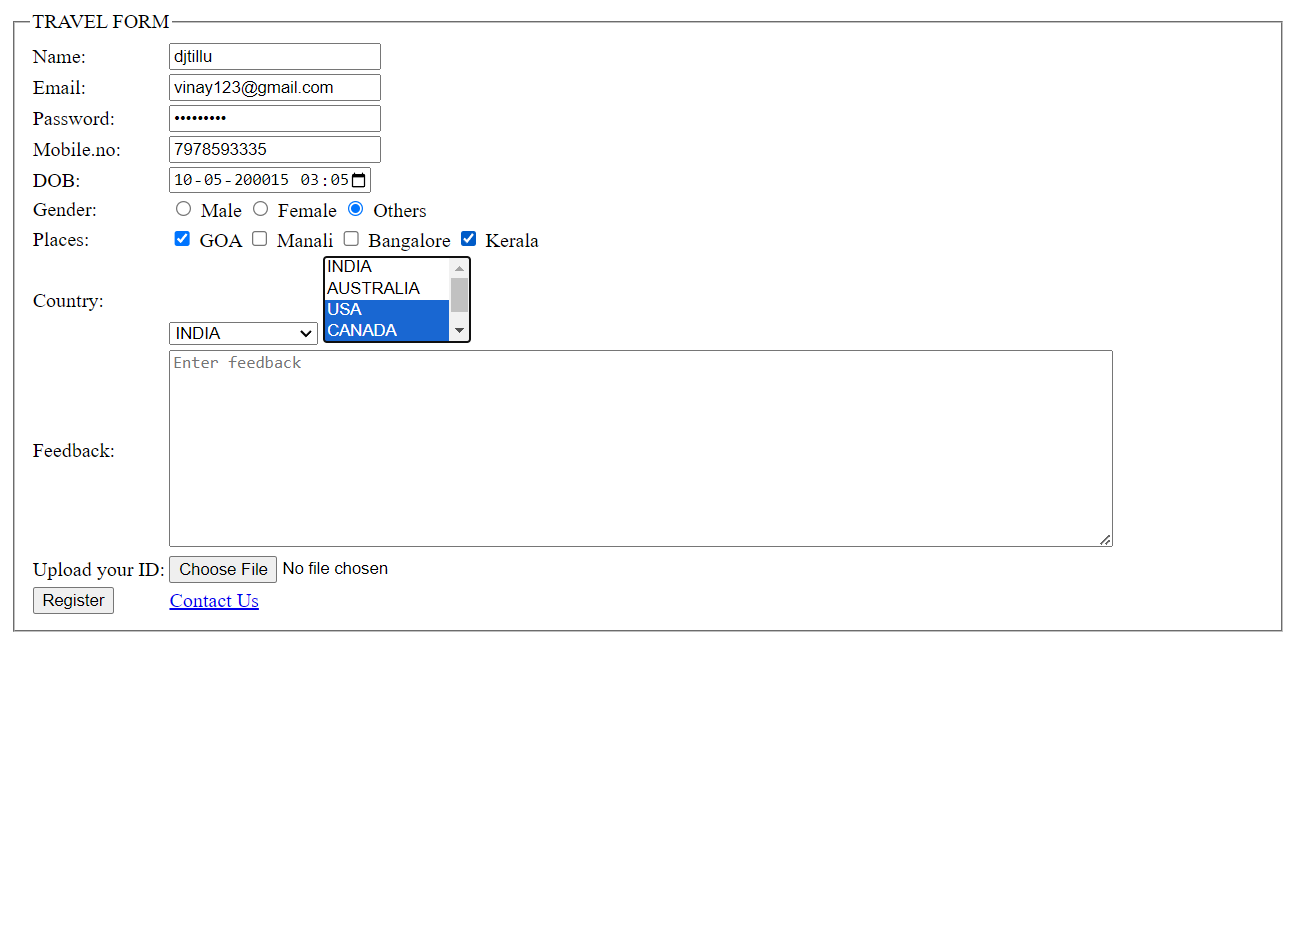 TRAVEL FORM
Name: djtillu
Email: vinay123@gmail.com
Password: •••••••••
Mobile.no: 7978593335
DOB: 10-05-200015 03:05
Gender: Male Female Others
Places: GOA Manali Bangalore Kerala
Country: INDIA
INDIA
AUSTRALIA
USA
CANADA
Feedback: Enter feedback
Upload your ID: Choose File No file chosen
Register Contact Us